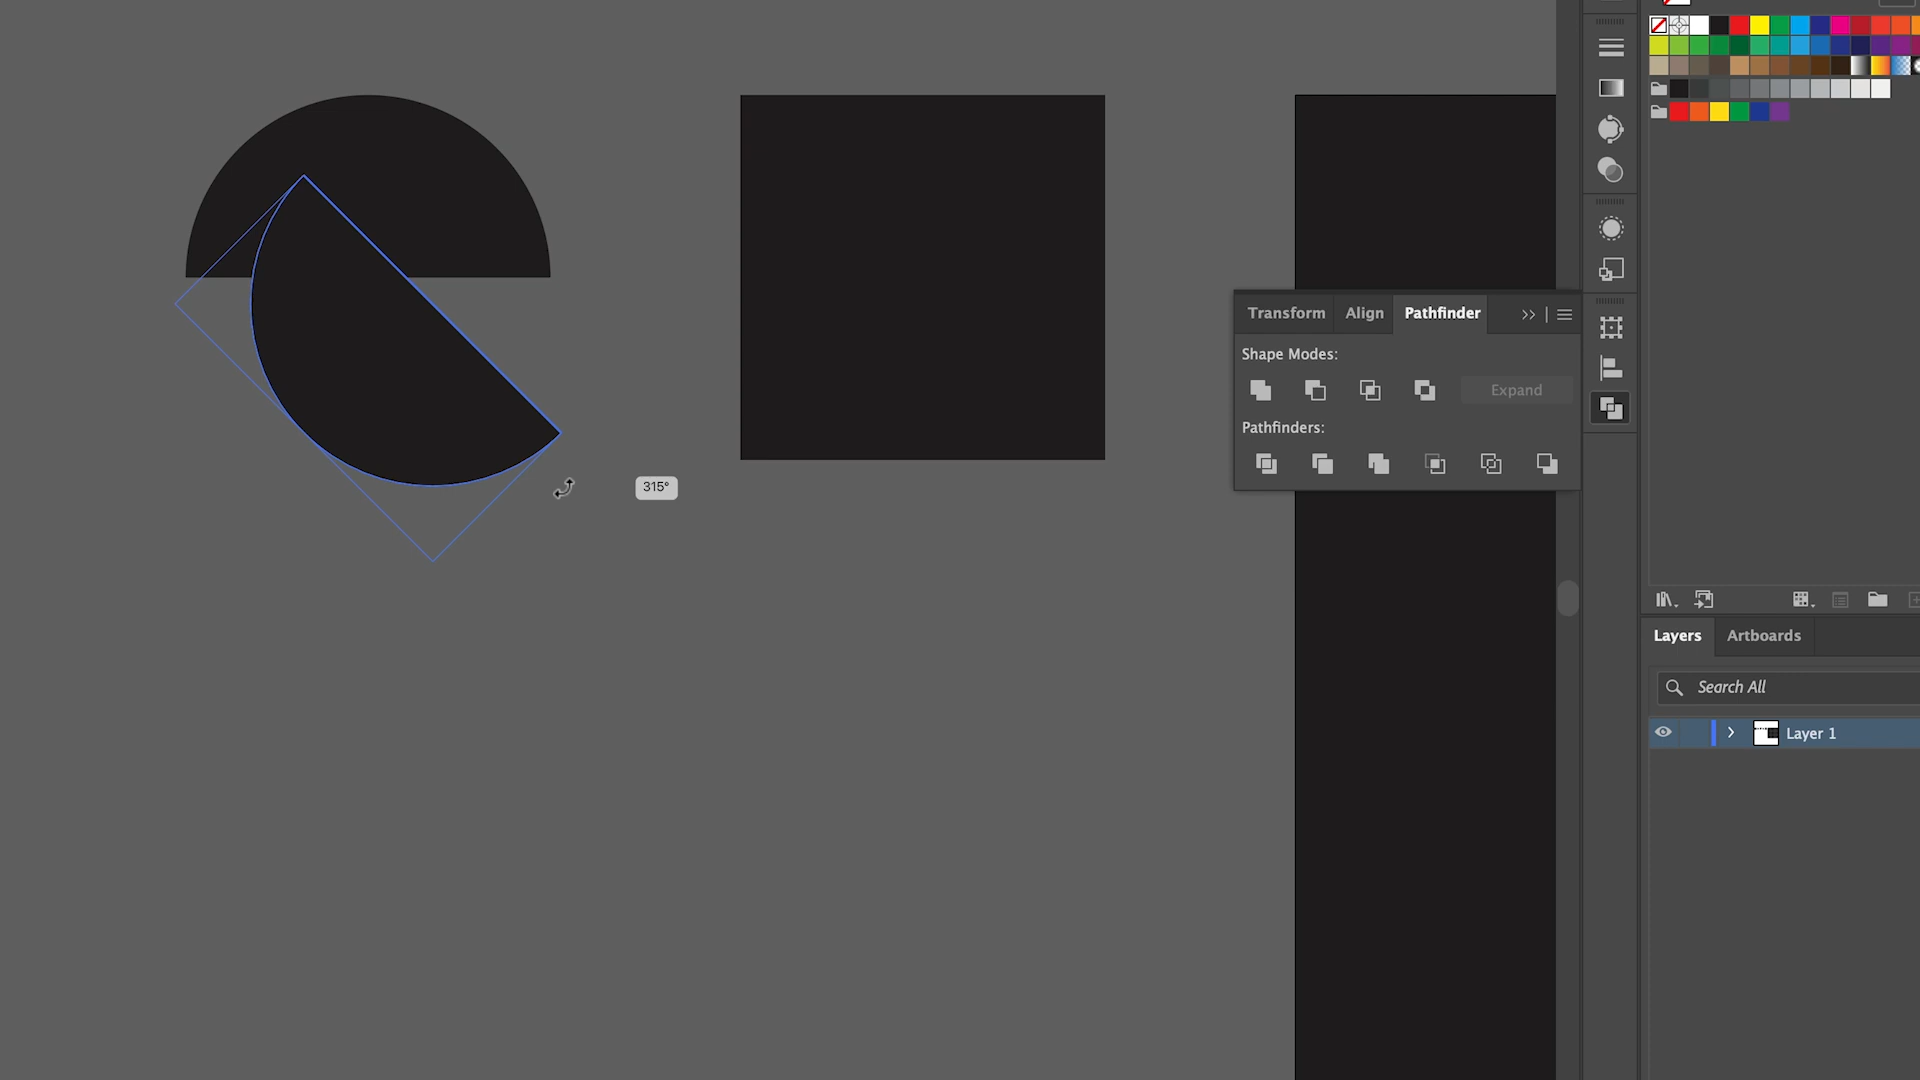 Transform Align Pathfinder
Shape Modes:
Expand
Pathfinders:
315°
Layers Artboards
Search All
Layer 1